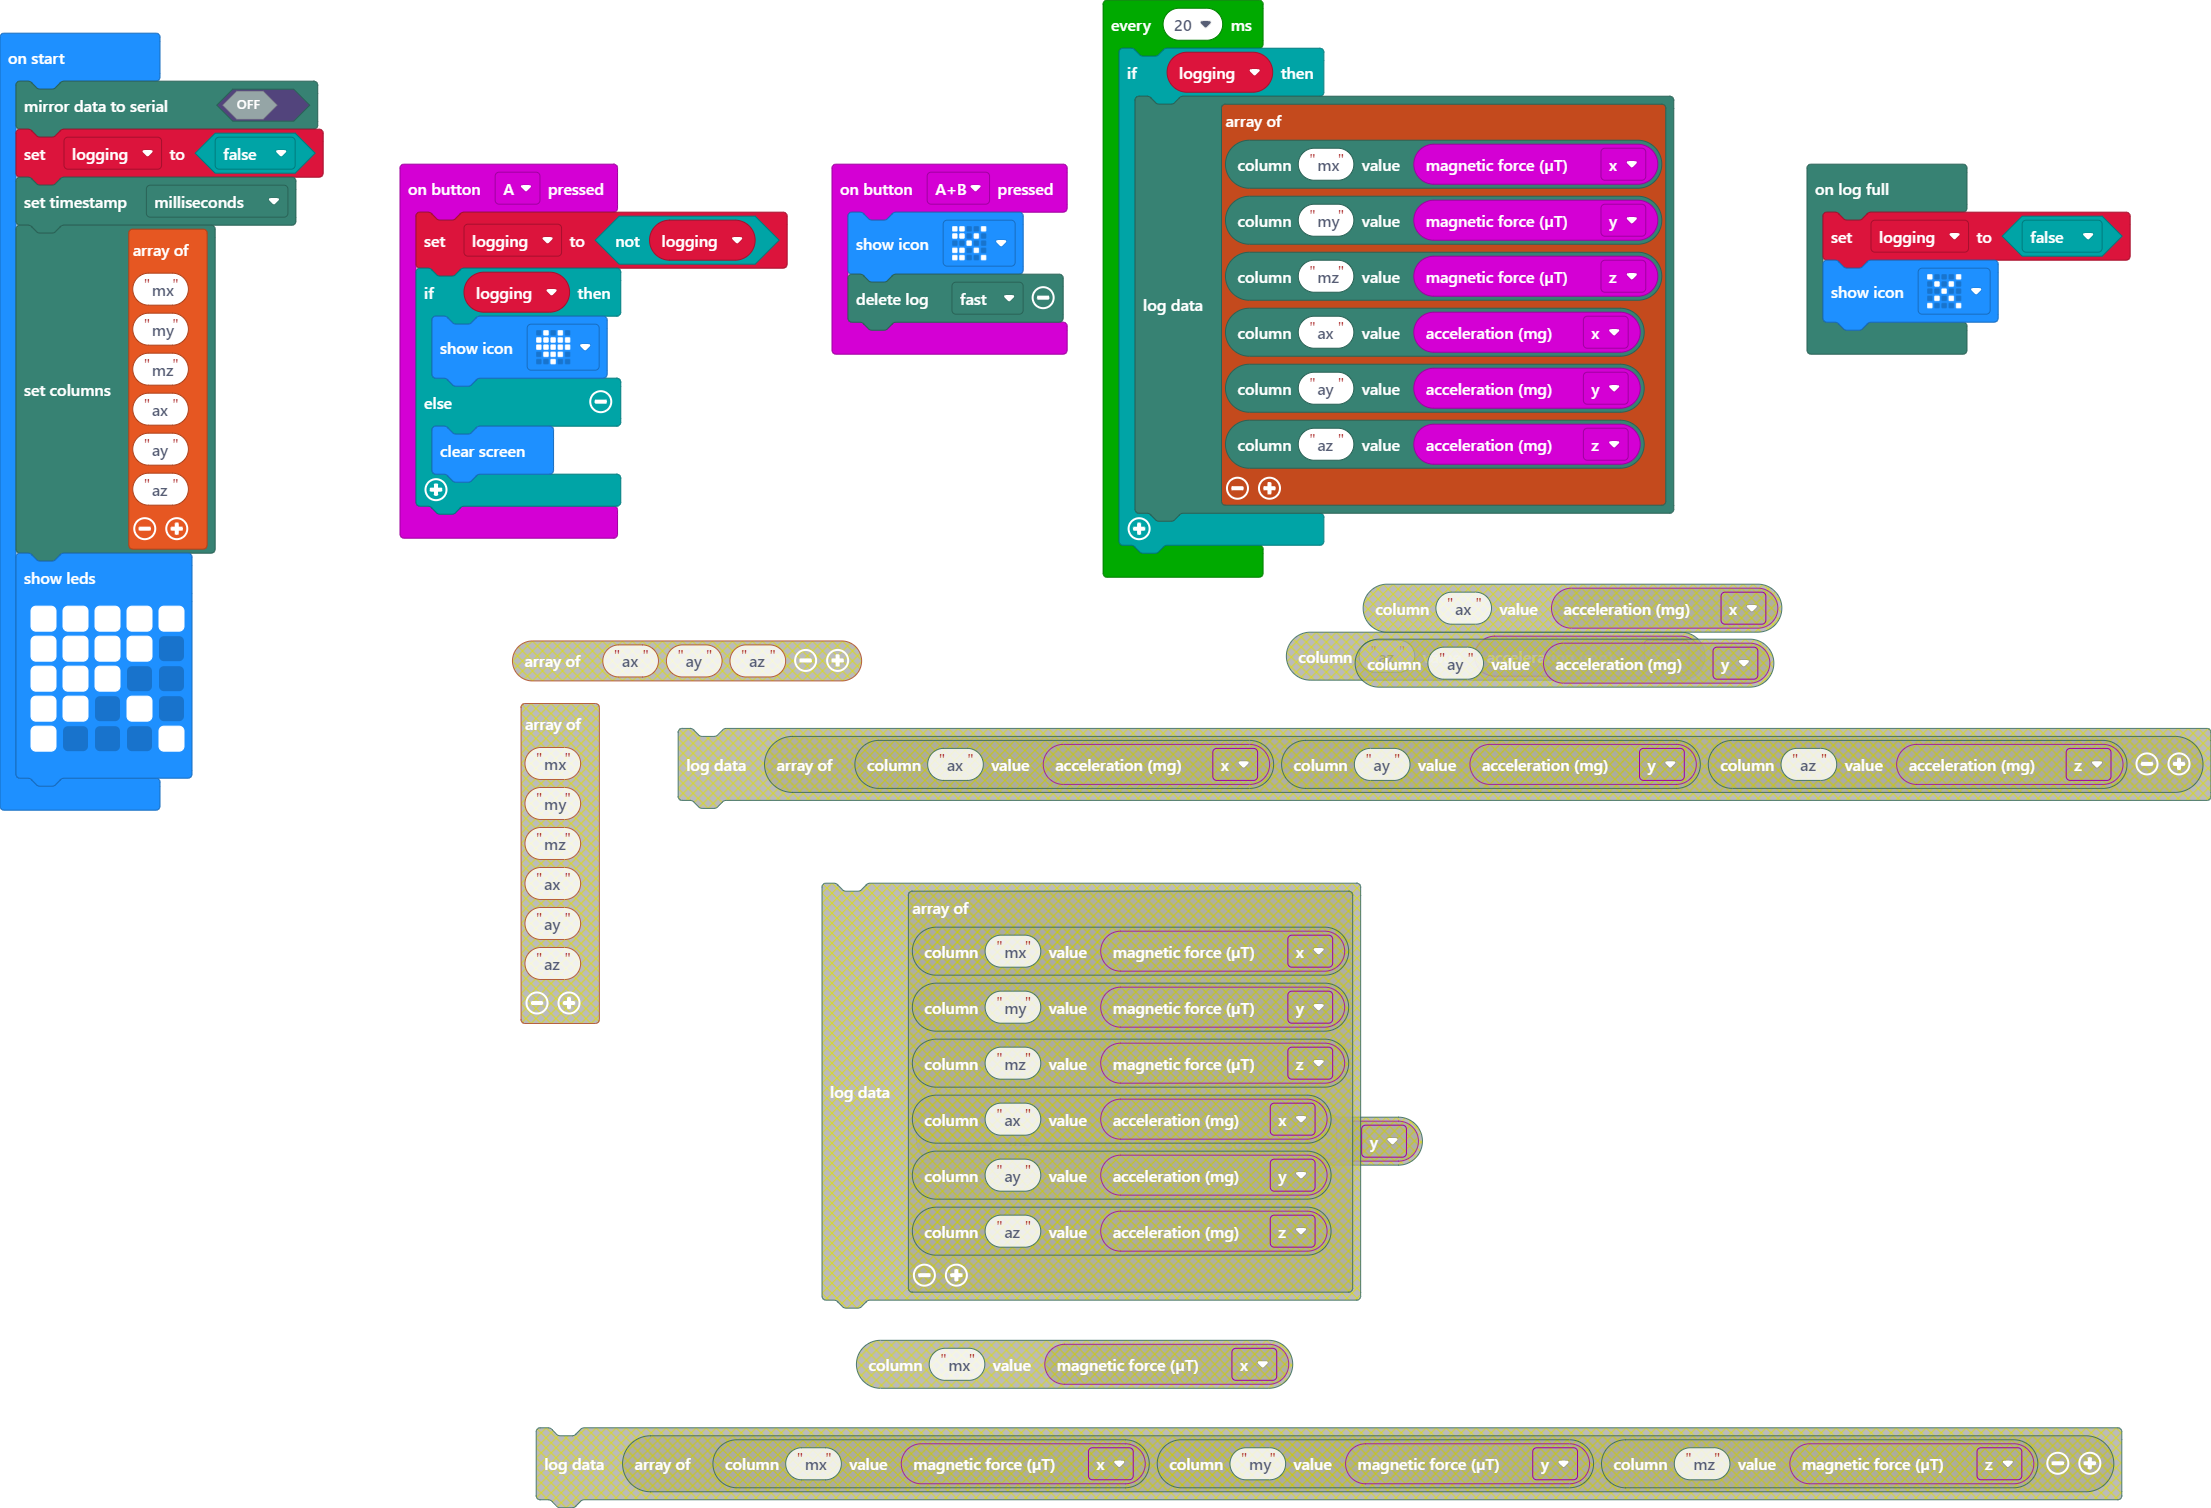 on start
mirror data to serial OFF
set logging to false
set timestamp milliseconds
set columns
array of
"mx"
"my"
"mz"
"ax"
"ay"
"az"
show leds
on button A pressed
set logging to not logging
if logging then
show icon
else
clear screen
on button A+B pressed
show icon
delete log fast
every 20 ms
if logging then
log data
array of
column "mx" value magnetic force (µT) x
column "my" value magnetic force (µT) y
column "mz" value magnetic force (µT) z
column "ax" value acceleration (mg) x
column "ay" value acceleration (mg) y
column "az" value acceleration (mg) z
on log full
set logging to false
show icon
column "ax" value acceleration (mg) x
column
column "ay" value acceleration (mg) y
array of "ax" "ay" "az"
array of
"mx"
"my"
"mz"
"ax"
"ay"
"az"
log data array of column "ax" value acceleration (mg) x column "ay" value acceleration (mg) y column "az" value acceleration (mg) z
log data
array of
column "mx" value magnetic force (µT) x
column "my" value magnetic force (µT) y
column "mz" value magnetic force (µT) z
column "ax" value acceleration (mg) x
column "ay" value acceleration (mg) y
column "az" value acceleration (mg) z
y
column "mx" value magnetic force (µT) x
log data array of column "mx" value magnetic force (µT) x column "my" value magnetic force (µT) y column "mz" value magnetic force (µT) z